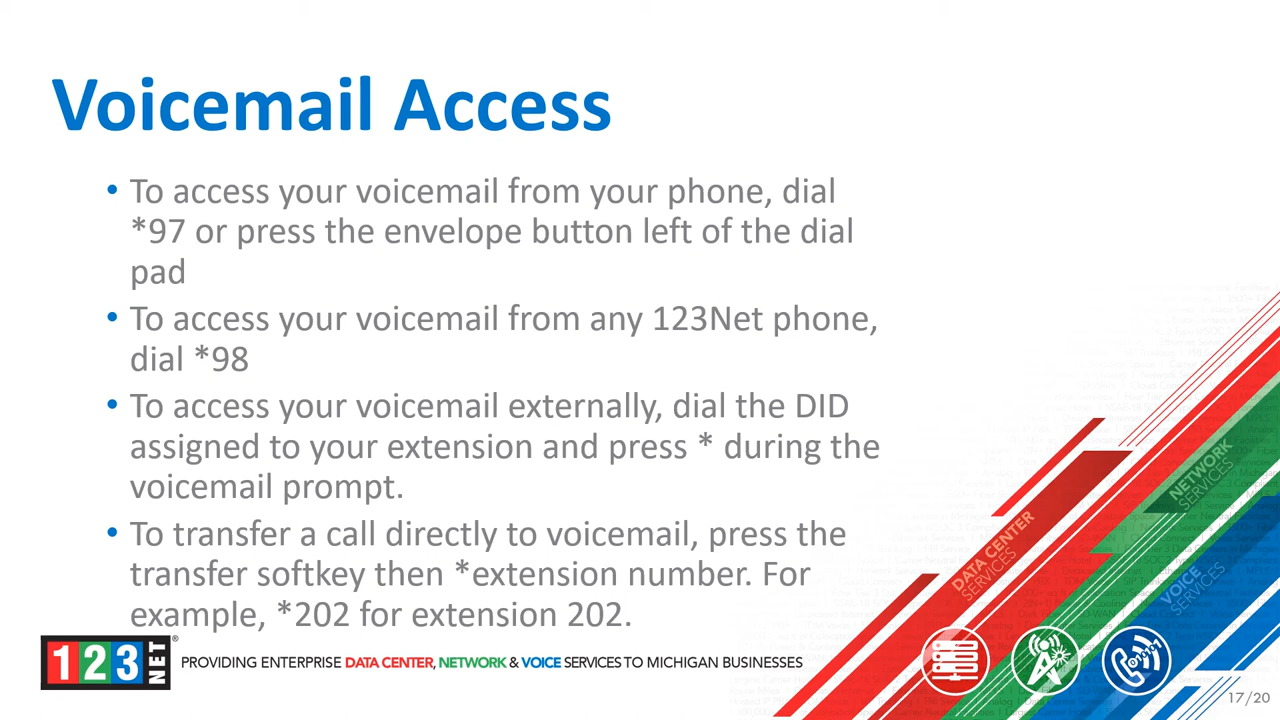 Voicemail Access
• To access your voicemail from your phone, dial
*97 or press the envelope button left of the dial
pad
• To access your voicemail from any 123Net phone,
dial *98
• To access your voicemail externally, dial the DID
assigned to your extension and press * during the
voicemail prompt.
• To transfer a call directly to voicemail, press the
transfer softkey then *extension number. For
example, *202 for extension 202.
NETWORK
SERVICES
DATA CENTER
SERVICES
VOICE
SERVICES
123 NET®
PROVIDING ENTERPRISE DATA CENTER, NETWORK & VOICE SERVICES TO MICHIGAN BUSINESSES
17/20